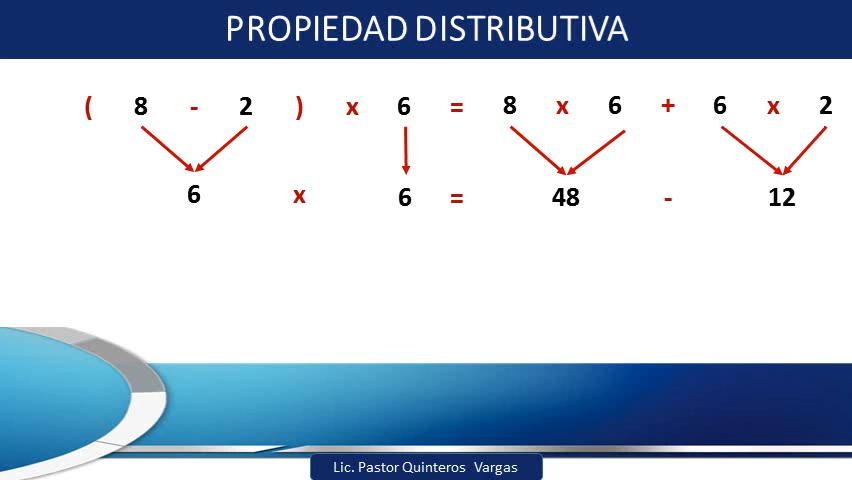 PROPIEDAD DISTRIBUTIVA
( 8 - 2 ) x 6 = 8 x 6 + 6 x 2
6 x 6 = 48 - 12
Lic. Pastor Quinteros Vargas